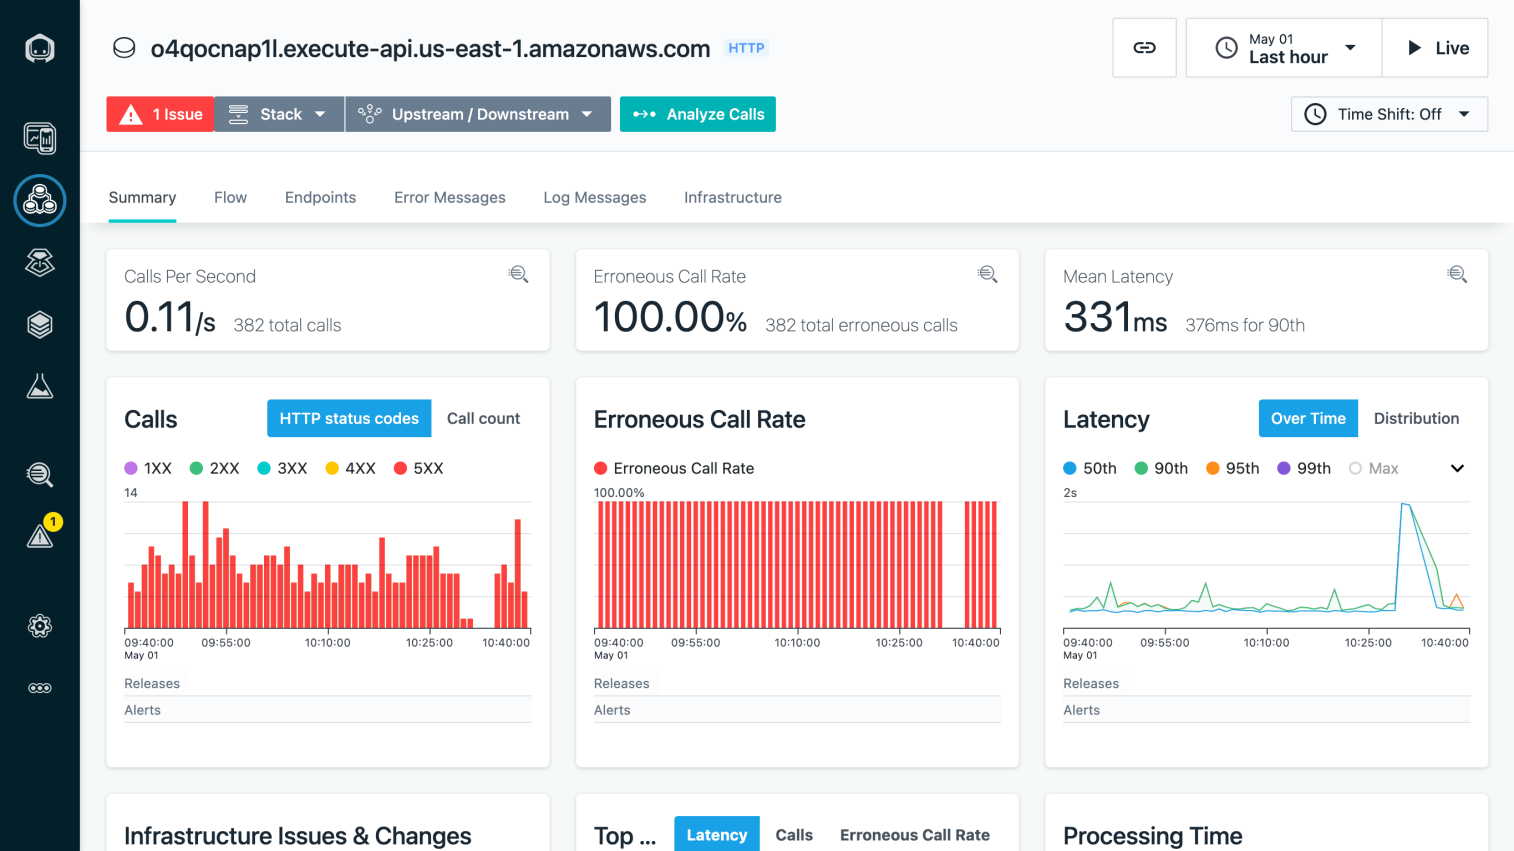 o4qocnap1l.execute-api.us-east-1.amazonaws.com HTTP
May 01
Last hour
Live
1 Issue
Stack
Upstream / Downstream
Analyze Calls
Time Shift: Off
Summary Flow Endpoints Error Messages Log Messages Infrastructure
Calls Per Second
0.11/s 382 total calls
Erroneous Call Rate
100.00% 382 total erroneous calls
Mean Latency
331ms 376ms for 90th
1
Calls HTTP status codes Call count
1XX 2XX 3XX 4XX 5XX
14
09:40:00 09:55:00 10:10:00 10:25:00 10:40:00
May 01
Releases
Alerts
Erroneous Call Rate
Erroneous Call Rate
100.00%
09:40:00 09:55:00 10:10:00 10:25:00 10:40:00
May 01
Releases
Alerts
Latency Over Time Distribution
50th 90th 95th 99th Max
2s
09:40:00 09:55:00 10:10:00 10:25:00 10:40:00
May 01
Releases
Alerts
Infrastructure Issues & Changes
Top ... Latency Calls Erroneous Call Rate
Processing Time